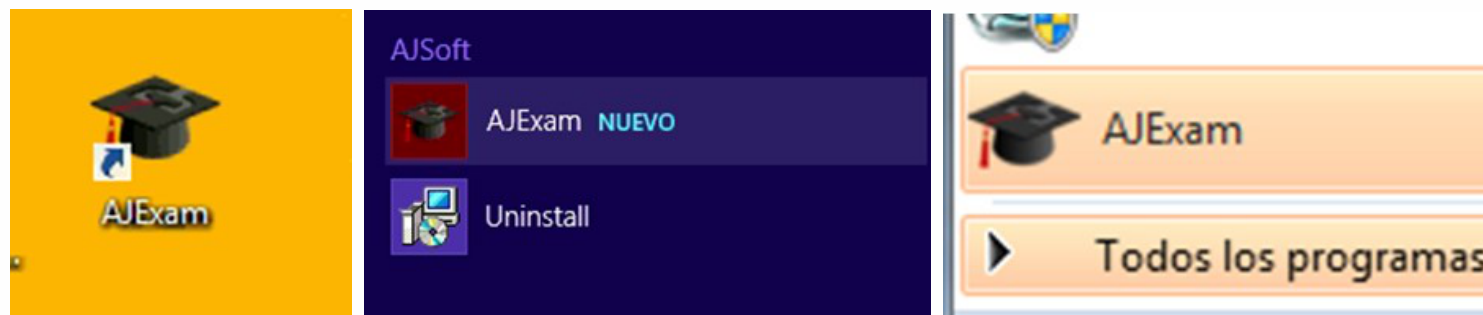 AJExam
AJSoft
AJExam NUEVO
Uninstall
AJExam
Todos los programas